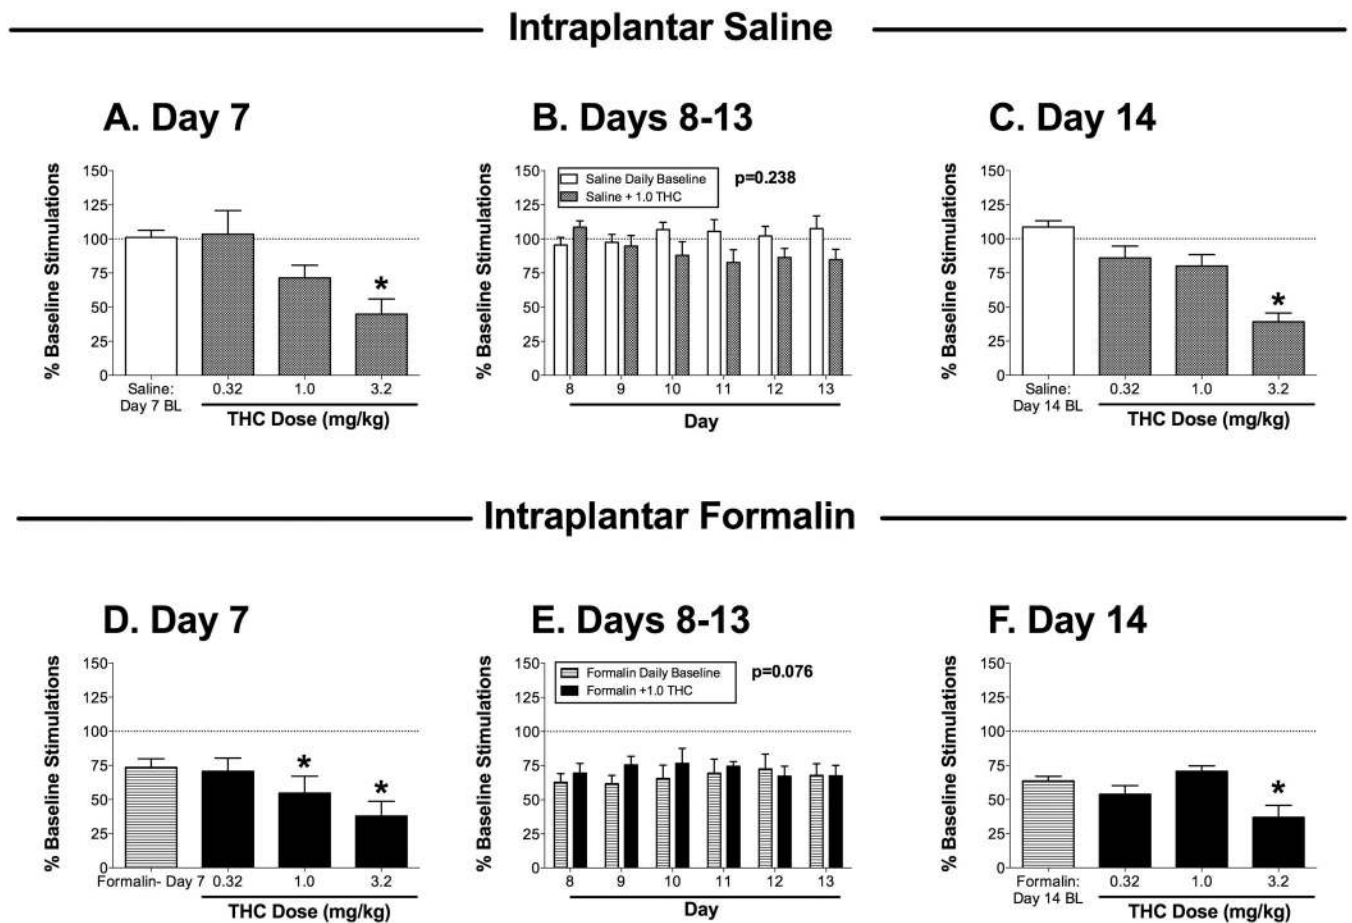 Intraplantar Saline
A. Day 7
B. Days 8-13
C. Day 14
% Baseline Stimulations
150
125
100
75
50
25
0
*
Saline:
Day 7 BL
0.32
1.0
3.2
THC Dose (mg/kg)
% Baseline Stimulations
150
125
100
75
50
25
0
Saline Daily Baseline
Saline + 1.0 THC
p=0.238
8
9
10
11
12
13
Day
% Baseline Stimulations
150
125
100
75
50
25
0
*
Saline:
Day 14 BL
0.32
1.0
3.2
THC Dose (mg/kg)
Intraplantar Formalin
D. Day 7
E. Days 8-13
F. Day 14
% Baseline Stimulations
150
125
100
75
50
25
0
*
*
Formalin- Day 7
0.32
1.0
3.2
THC Dose (mg/kg)
% Baseline Stimulations
150
125
100
75
50
25
0
Formalin Daily Baseline
Formalin +1.0 THC
p=0.076
8
9
10
11
12
13
Day
% Baseline Stimulations
150
125
100
75
50
25
0
*
Formalin:
Day 14 BL
0.32
1.0
3.2
THC Dose (mg/kg)